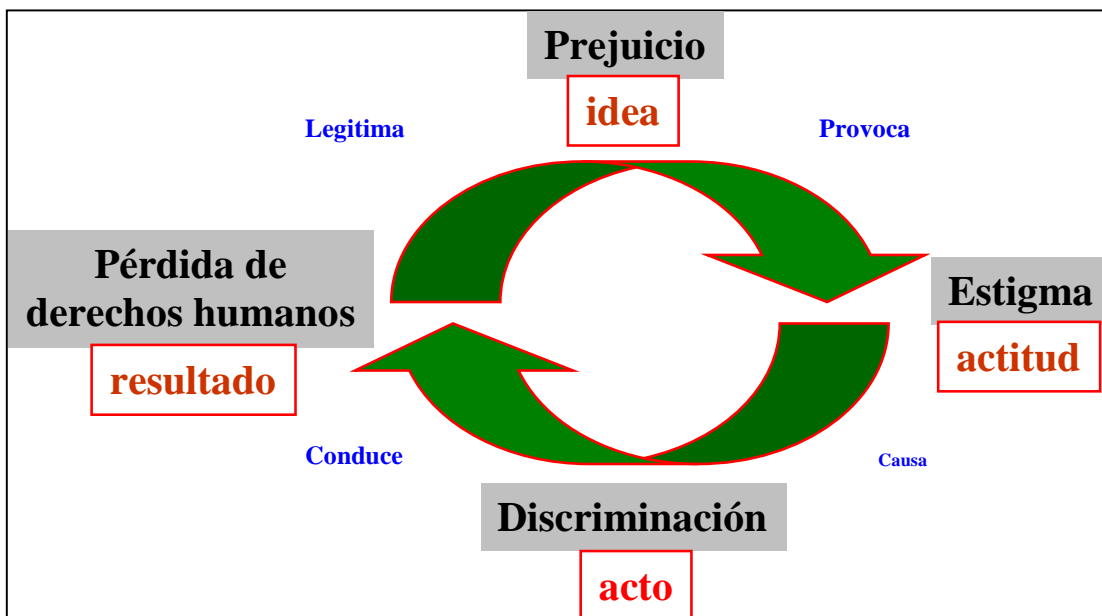 Prejuicio
idea
Legitima
Provoca
Pérdida de
derechos humanos
resultado
Estigma
actitud
Conduce
Causa
Discriminación
acto